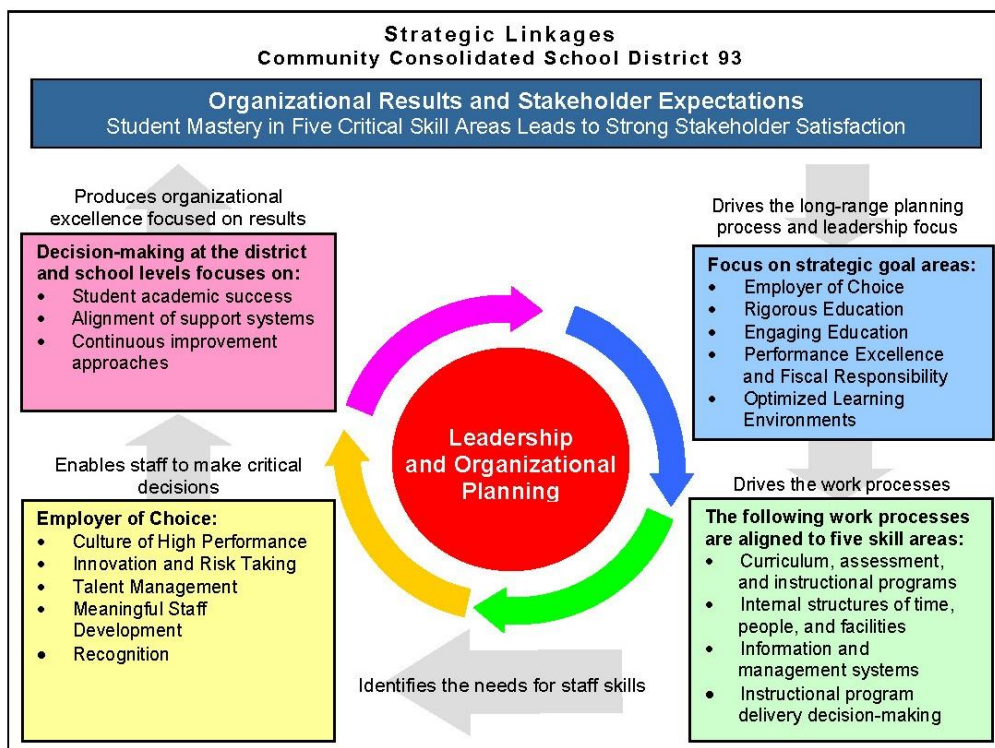 Strategic Linkages
Community Consolidated School District 93
Organizational Results and Stakeholder Expectations
Student Mastery in Five Critical Skill Areas Leads to Strong Stakeholder Satisfaction
Produces organizational
excellence focused on results
Decision-making at the district
and school levels focuses on:
• Student academic success
• Alignment of support systems
• Continuous improvement
approaches
Drives the long-range planning
process and leadership focus
Focus on strategic goal areas:
• Employer of Choice
• Rigorous Education
• Engaging Education
• Performance Excellence
and Fiscal Responsibility
• Optimized Learning
Environments
Leadership
and Organizational
Planning
Enables staff to make critical
decisions
Employer of Choice:
• Culture of High Performance
• Innovation and Risk Taking
• Talent Management
• Meaningful Staff
Development
• Recognition
Drives the work processes
The following work processes
are aligned to five skill areas:
• Curriculum, assessment,
and instructional programs
• Internal structures of time,
people, and facilities
• Information and
management systems
• Instructional program
delivery decision-making
Identifies the needs for staff skills